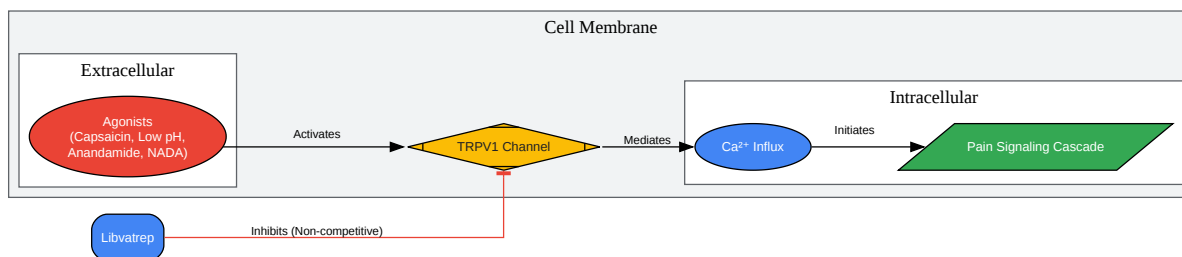 Cell Membrane
Extracellular
Agonists
(Capsaicin, Low pH,
Anandamide, NADA)
Activates
TRPV1 Channel
Mediates
Intracellular
Ca²⁺ Influx
Initiates
Pain Signaling Cascade
Libvatrep
Inhibits (Non-competitive)